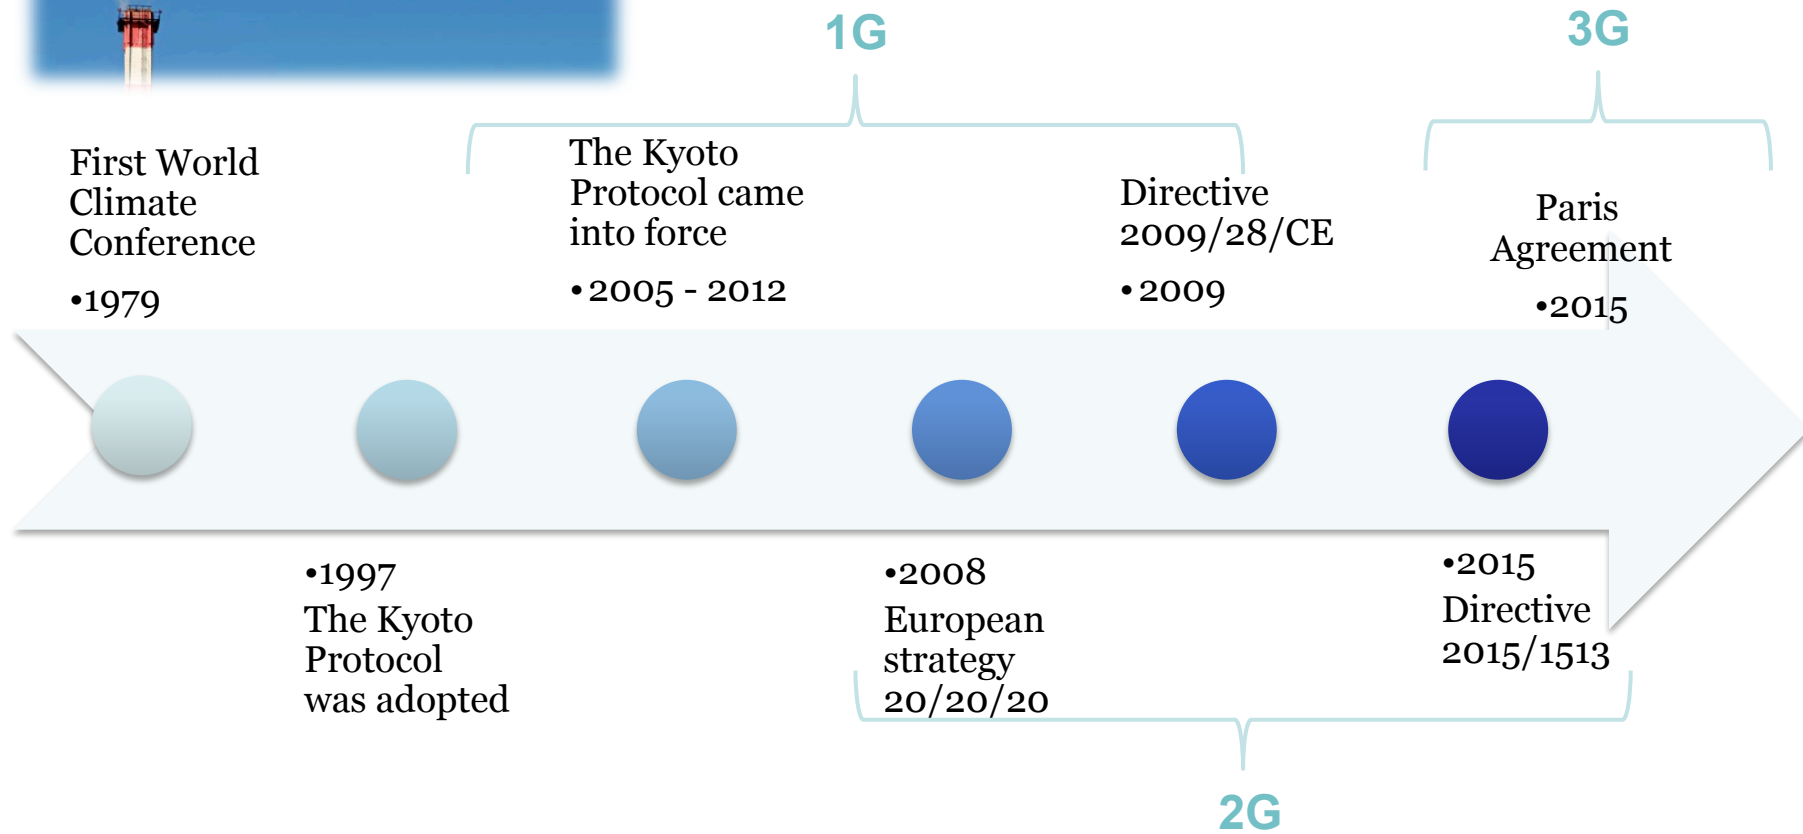 1G
3G
First World
Climate
Conference
•1979
The Kyoto
Protocol came
into force
•2005 - 2012
Directive
2009/28/CE
•2009
Paris
Agreement
•2015
•1997
The Kyoto
Protocol
was adopted
•2008
European
strategy
20/20/20
•2015
Directive
2015/1513
2G